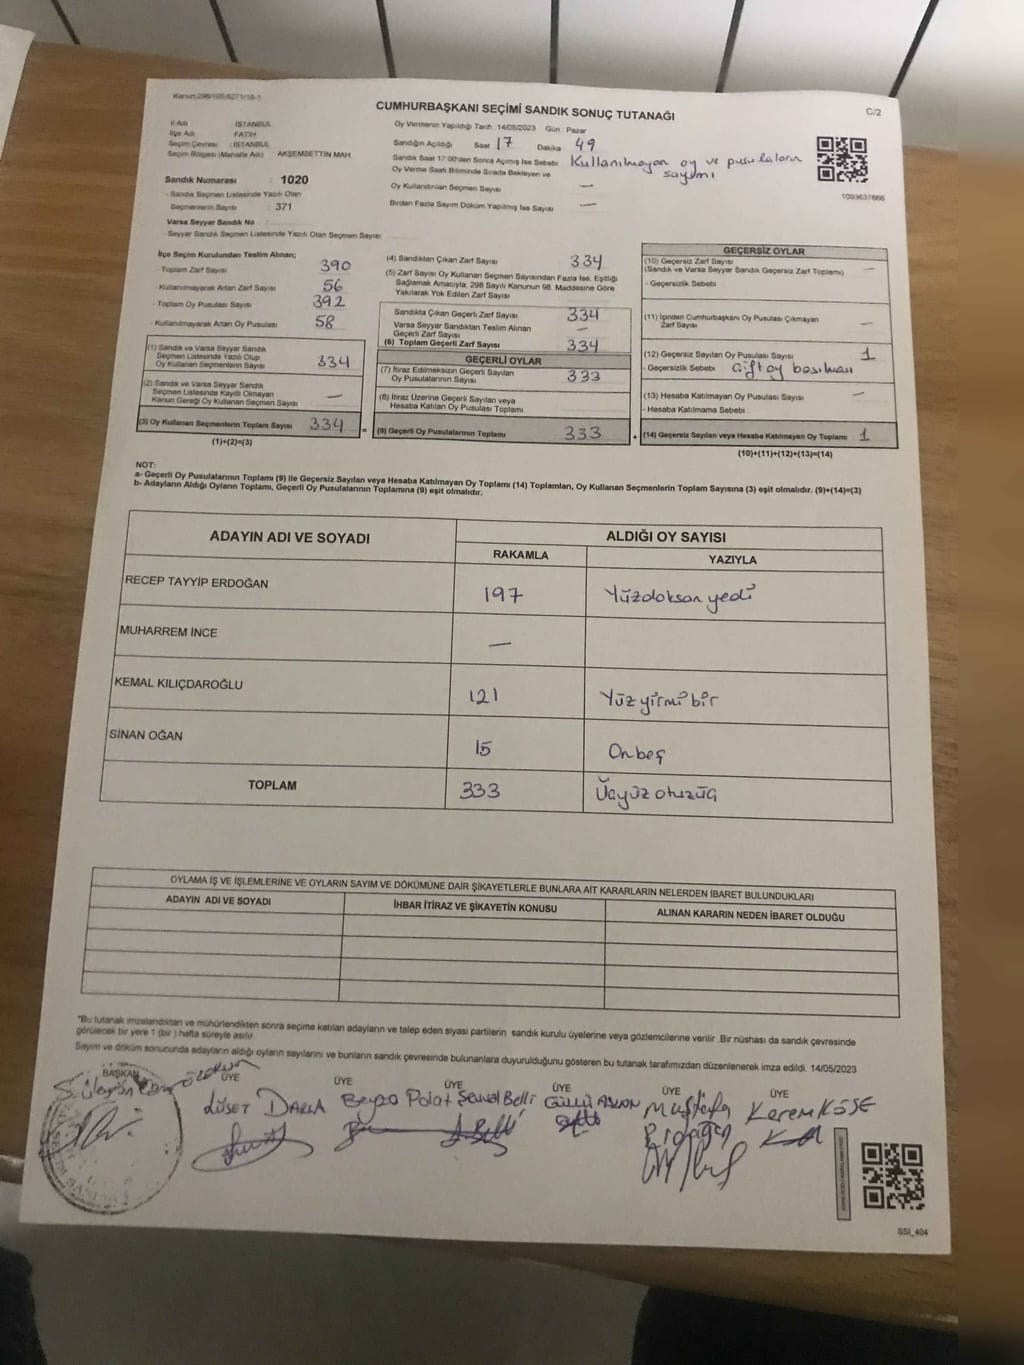 Kanun:298/105,6271/18-1
CUMHURBAŞKANI SEÇİMİ SANDIK SONUÇ TUTANAĞI
C/2
İl Adı : İSTANBUL
İlçe Adı : FATİH
Seçim Çevresi : İSTANBUL
Seçim Bölgesi (Mahalle Adı) : AKŞEMSETTİN MAH.
Sandık Numarası : 1020
- Sandık Seçmen Listesinde Yazılı Olan
Seçmenlerin Sayısı : 371
Varsa Seyyar Sandık No
- Seyyar Sandık Seçmen Listesinde Yazılı Olan Seçmen Sayısı:
Oy Vermenin Yapıldığı Tarih :14/05/2023 Gün: Pazar
Sandığın Açıldığı Saat 17 Dakika 49
Sandık Saat 17:00'den Sonra Açılmış İse Sebebi Kullanılmayan oy ve pusulaların
sayımı
Oy Verme Saati Bitiminde Sırada Bekleyen ve
Oy Kullandırılan Seçmen Sayısı —
Birden Fazla Sayım Döküm Yapılmış İse Sayısı —
1093637666
İlçe Seçim Kurulundan Teslim Alınan;
- Toplam Zarf Sayısı 390
- Kullanılmayarak Artan Zarf Sayısı 56
- Toplam Oy Pusulası Sayısı 392
- Kullanılmayarak Artan Oy Pusulası 58
(1) Sandık ve Varsa Seyyar Sandık
Seçmen Listesinde Yazılı Olup
Oy Kullanan Seçmenlerin Sayısı 334
(2) Sandık ve Varsa Seyyar Sandık
Seçmen Listesinde Kayıtlı Olmayan
Kanun Gereği Oy Kullanan Seçmen Sayısı —
(3) Oy Kullanan Seçmenlerin Toplam Sayısı 334
(1)+(2)=(3)
(4) Sandıktan Çıkan Zarf Sayısı 334
(5) Zarf Sayısı Oy Kullanan Seçmen Sayısından Fazla İse, Eşitliği
Sağlamak Amacıyla; 298 Sayılı Kanunun 98. Maddesine Göre
Yakılarak Yok Edilen Zarf Sayısı
Sandıkta Çıkan Geçerli Zarf Sayısı 334
Varsa Seyyar Sandıktan Teslim Alınan
Geçerli Zarf Sayısı —
(6) Toplam Geçerli Zarf Sayısı 334
GEÇERLİ OYLAR
(7) İtiraz Edilmeksizin Geçerli Sayılan
Oy Pusulalarının Sayısı 333
(8) İtiraz Üzerine Geçerli Sayılan veya
Hesaba Katılan Oy Pusulaları Toplamı
= (9) Geçerli Oy Pusulalarının Toplamı 333
GEÇERSİZ OYLAR
(10) Geçersiz Zarf Sayısı
(Sandık ve Varsa Seyyar Sandık Geçersiz Zarf Toplamı) —
- Geçersizlik Sebebi :
(11) İçinden Cumhurbaşkanı Oy Pusulası Çıkmayan
Zarf Sayısı —
(12) Geçersiz Sayılan Oy Pusulası Sayısı 1
- Geçersizlik Sebebi : Çift oy basılması
(13) Hesaba Katılmayan Oy Pusulası Sayısı —
- Hesaba Katılmama Sebebi
+ (14) Geçersiz Sayılan veya Hesaba Katılmayan Oy Toplamı 1
(10)+(11)+(12)+(13)=(14)
NOT:
a- Geçerli Oy Pusulalarının Toplamı (9) ile Geçersiz Sayılan veya Hesaba Katılmayan Oy Toplamı (14) Toplamları, Oy Kullanan Seçmenlerin Toplam Sayısına (3) eşit olmalıdır. (9)+(14)=(3)
b- Adayların Aldığı Oyların Toplamı, Geçerli Oy Pusulalarının Toplamına (9) eşit olmalıdır.
ADAYIN ADI VE SOYADI ALDIĞI OY SAYISI
RAKAMLA YAZIYLA
RECEP TAYYİP ERDOĞAN 197 Yüzdoksan yedi
MUHARREM İNCE —
KEMAL KILIÇDAROĞLU 121 Yüz yirmi bir
SİNAN OĞAN 15 Onbeş
TOPLAM 333 Üçyüz otuzüç
OYLAMA İŞ VE İŞLEMLERİNE VE OYLARIN SAYIM VE DÖKÜMÜNE DAİR ŞİKAYETLERLE BUNLARA AİT KARARLARIN NELERDEN İBARET BULUNDUKLARI
ADAYIN ADI VE SOYADI İHBAR İTİRAZ VE ŞİKAYETİN KONUSU ALINAN KARARIN NEDEN İBARET OLDUĞU
*Bu tutanak imzalandıktan ve mühürlendikten sonra seçime katılan adayların ve talep eden siyasi partilerin sandık kurulu üyelerine veya gözlemcilerine verilir. Bir nüshası da sandık çevresinde
görülecek bir yere 1 (bir) hafta süreyle asılır.
Sayım ve döküm sonucunda adayların aldığı oyların sayılarını ve bunların sandık çevresinde bulunanlara duyurulduğunu gösteren bu tutanak tarafımızdan düzenlenerek imza edildi. 14/05/2023
BAŞKAN ÜYE ÜYE ÜYE ÜYE ÜYE ÜYE
Beyza Polat Şenal Belli Güllü ASLAN Mustafa Kerem KÖSE
SSI_404